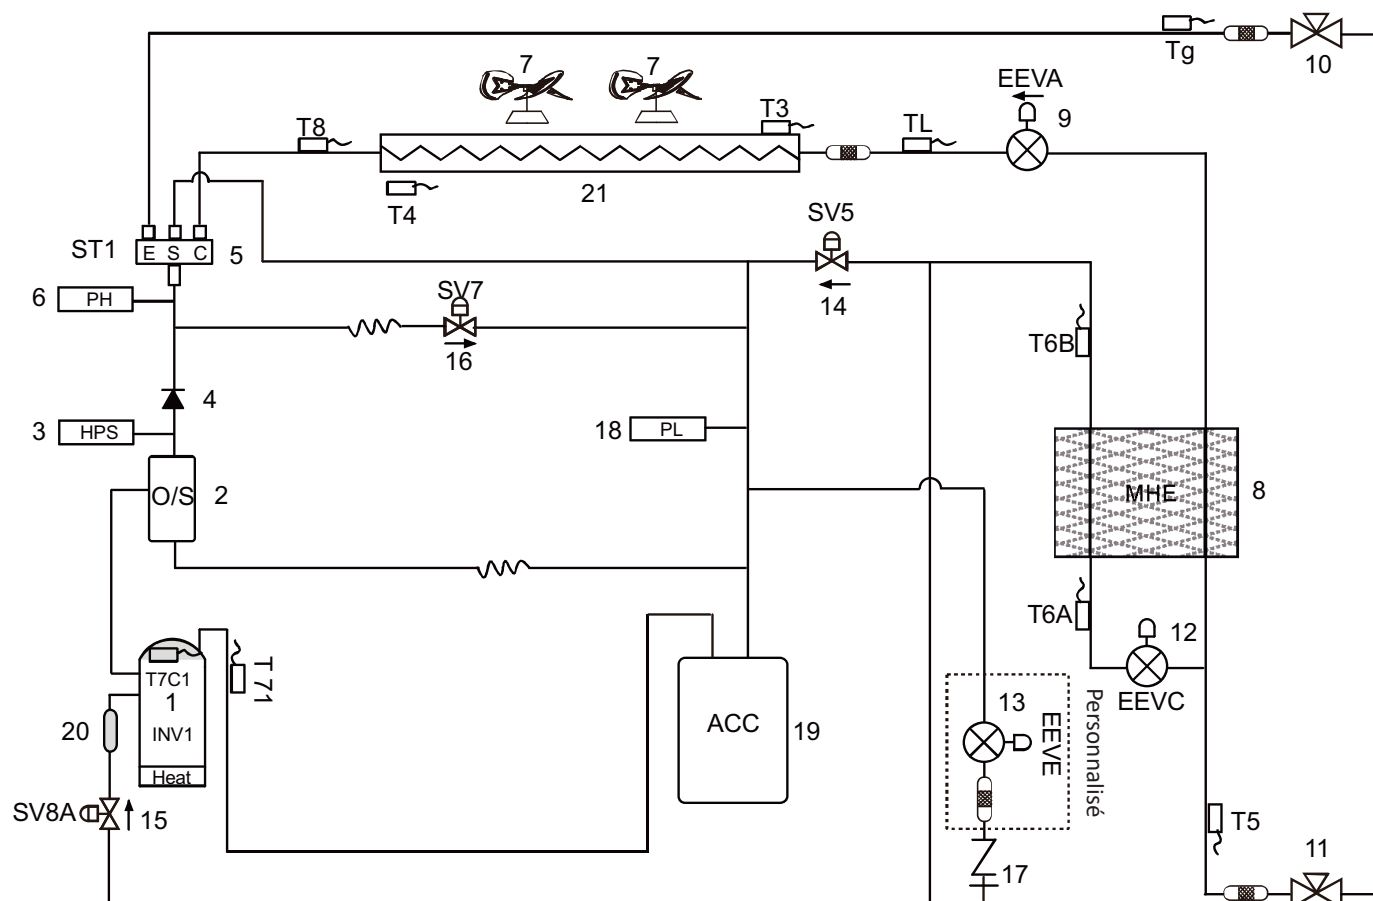 Tg
10
7
7
EEVA
9
T8
T3
TL
T4
21
SV5
ST1
E S C
5
14
6
PH
SV7
16
T6B
4
3
HPS
18
PL
O/S
2
MHE
8
T6A
12
EEVC
T71
T7C1
1
INV1
Heat
20
SV8A
15
ACC
19
13
EEVE
Personnalisé
T5
17
11